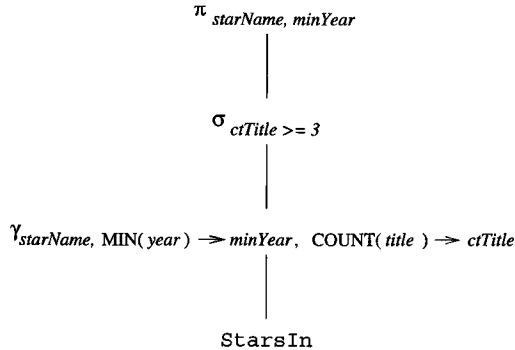 π starName, minYear
σ ctTitle >= 3
γ starName, MIN( year ) → minYear, COUNT( title ) → ctTitle
StarsIn